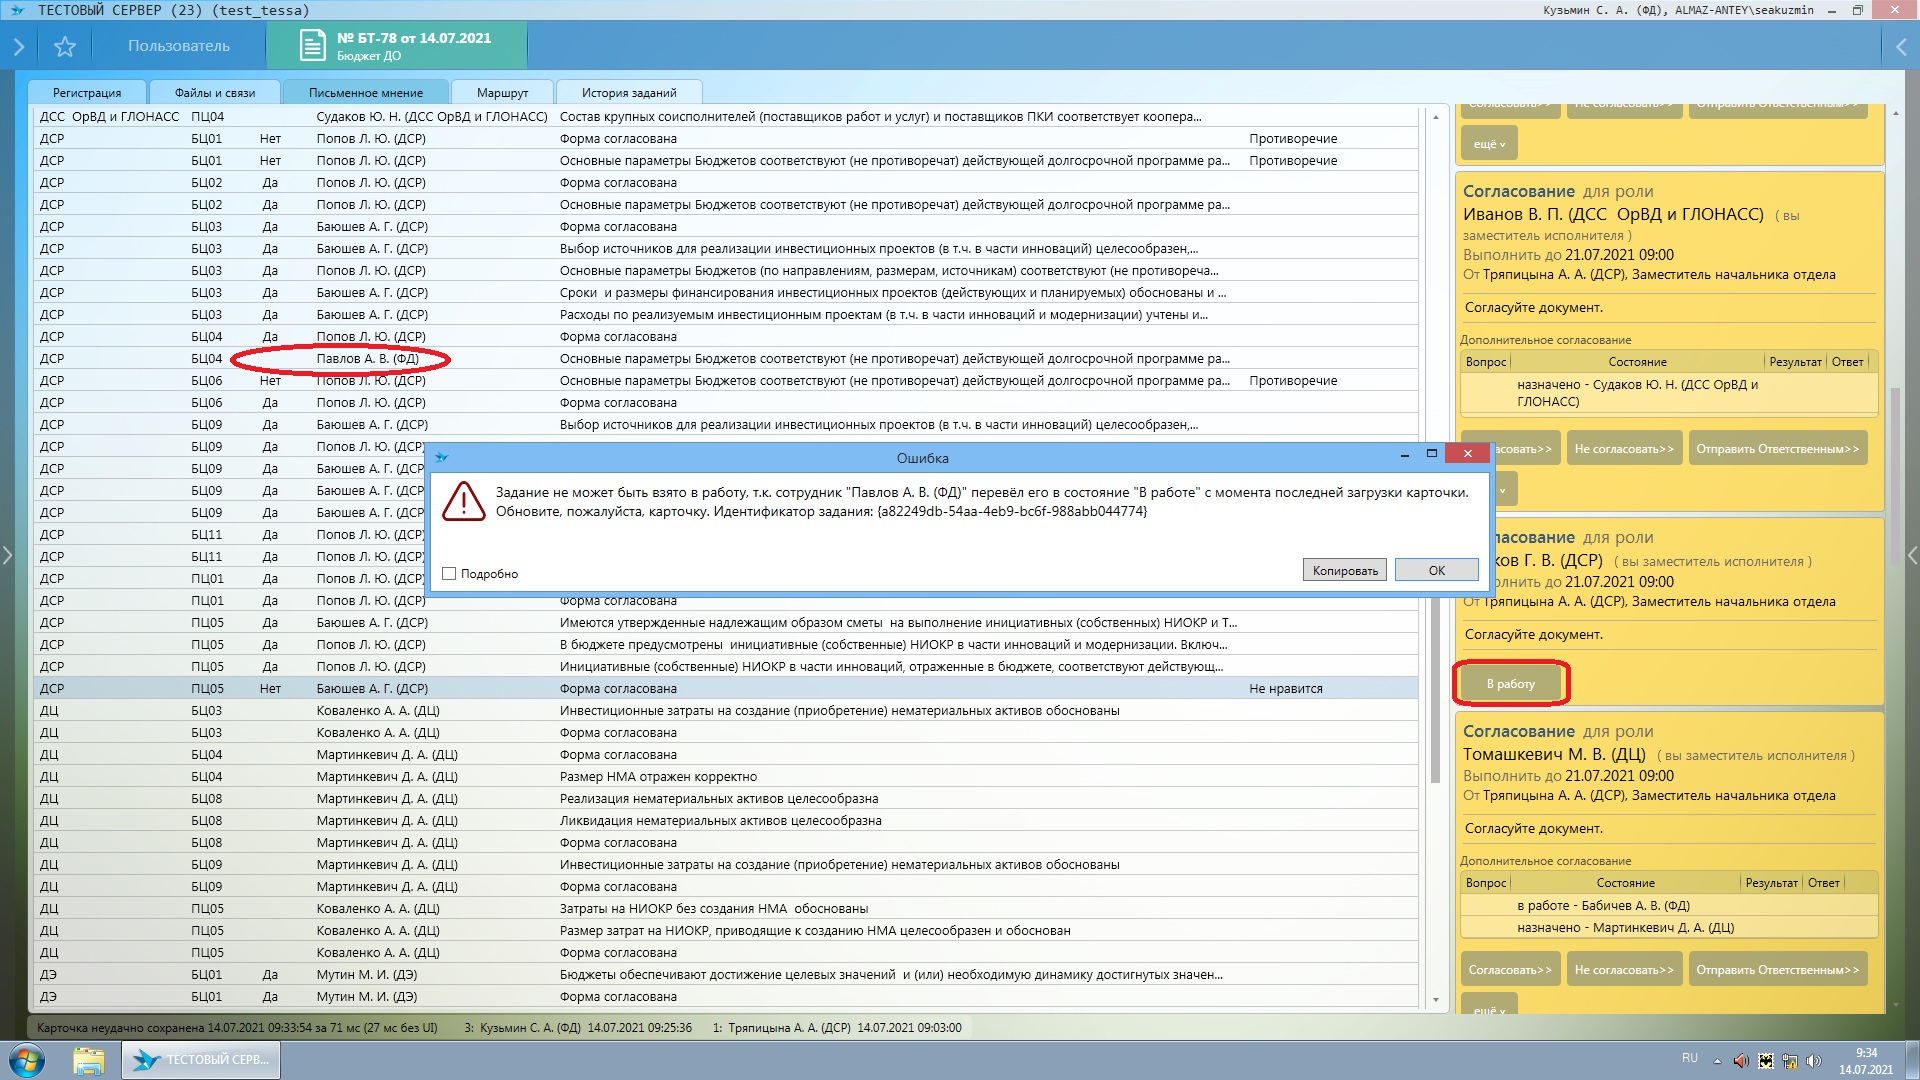 ТЕСТОВЫЙ СЕРВЕР (23) (test_tessa)
Кузьмин С. А. (ФД), ALMAZ-ANTEY\seakuzmin
Пользователь
№ БТ-78 от 14.07.2021
Бюджет ДО
Регистрация Файлы и связи Письменное мнение Маршрут История заданий
ДСС ОрВД и ГЛОНАСС ПЦ04 Судаков Ю. Н. (ДСС ОрВД и ГЛОНАСС) Состав крупных соисполнителей (поставщиков работ и услуг) и поставщиков ПКИ соответствует коопера...
ДСР БЦ01 Нет Попов Л. Ю. (ДСР) Форма согласована Противоречие
ДСР БЦ01 Нет Попов Л. Ю. (ДСР) Основные параметры Бюджетов соответствуют (не противоречат) действующей долгосрочной программе ра... Противоречие
ДСР БЦ02 Да Попов Л. Ю. (ДСР) Форма согласована
ДСР БЦ02 Да Попов Л. Ю. (ДСР) Основные параметры Бюджетов соответствуют (не противоречат) действующей долгосрочной программе ра...
ДСР БЦ03 Да Баюшев А. Г. (ДСР) Форма согласована
ДСР БЦ03 Да Баюшев А. Г. (ДСР) Выбор источников для реализации инвестиционных проектов (в т.ч. в части инноваций) целесообразен,...
ДСР БЦ03 Да Попов Л. Ю. (ДСР) Основные параметры Бюджетов (по направлениям, размерам, источникам) соответствуют (не противореча...
ДСР БЦ03 Да Баюшев А. Г. (ДСР) Сроки и размеры финансирования инвестиционных проектов (действующих и планируемых) обоснованы и ...
ДСР БЦ03 Да Баюшев А. Г. (ДСР) Расходы по реализуемым инвестиционным проектам (в т.ч. в части инноваций и модернизации) учтены и...
ДСР БЦ04 Да Попов Л. Ю. (ДСР) Форма согласована
ДСР БЦ04 Павлов А. В. (ФД) Основные параметры Бюджетов соответствуют (не противоречат) действующей долгосрочной программе ра...
ДСР БЦ06 Нет Попов Л. Ю. (ДСР) Основные параметры Бюджетов соответствуют (не противоречат) действующей долгосрочной программе ра... Противоречие
ДСР БЦ06 Да Попов Л. Ю. (ДСР) Форма согласована
ДСР БЦ09 Да Баюшев А. Г. (ДСР) Выбор источников для реализации инвестиционных проектов (в т.ч. в части инноваций) целесообразен,...
ДСР БЦ09 Да Попов Л. Ю. (ДСР)
ДСР БЦ09 Да Баюшев А. Г. (ДСР
ДСР БЦ09 Да Баюшев А. Г. (ДСР
ДСР БЦ09 Да Баюшев А. Г. (ДСР
ДСР БЦ11 Да Попов Л. Ю. (ДСР)
ДСР БЦ11 Да Попов Л. Ю. (ДСР)
ДСР ПЦ01 Да Попов Л. Ю. (ДСР)
ДСР ПЦ01 Да Попов Л. Ю. (ДСР) Форма согласована
ДСР ПЦ05 Да Баюшев А. Г. (ДСР) Имеются утвержденные надлежащим образом сметы на выполнение инициативных (собственных) НИОКР и Т...
ДСР ПЦ05 Да Попов Л. Ю. (ДСР) В бюджете предусмотрены инициативные (собственные) НИОКР в части инноваций и модернизации. Включ...
ДСР ПЦ05 Да Попов Л. Ю. (ДСР) Инициативные (собственные) НИОКР в части инноваций, отраженные в бюджете, соответствуют действующ...
ДСР ПЦ05 Нет Баюшев А. Г. (ДСР) Форма согласована Не нравится
ДЦ БЦ03 Коваленко А. А. (ДЦ) Инвестиционные затраты на создание (приобретение) нематериальных активов обоснованы
ДЦ БЦ03 Коваленко А. А. (ДЦ) Форма согласована
ДЦ БЦ04 Мартинкевич Д. А. (ДЦ) Форма согласована
ДЦ БЦ04 Мартинкевич Д. А. (ДЦ) Размер НМА отражен корректно
ДЦ БЦ08 Мартинкевич Д. А. (ДЦ) Реализация нематериальных активов целесообразна
ДЦ БЦ08 Мартинкевич Д. А. (ДЦ) Ликвидация нематериальных активов целесообразна
ДЦ БЦ08 Мартинкевич Д. А. (ДЦ) Форма согласована
ДЦ БЦ09 Мартинкевич Д. А. (ДЦ) Инвестиционные затраты на создание (приобретение) нематериальных активов обоснованы
ДЦ БЦ09 Мартинкевич Д. А. (ДЦ) Форма согласована
ДЦ ПЦ05 Коваленко А. А. (ДЦ) Затраты на НИОКР без создания НМА обоснованы
ДЦ ПЦ05 Коваленко А. А. (ДЦ) Размер затрат на НИОКР, приводящие к созданию НМА целесообразен и обоснован
ДЦ ПЦ05 Коваленко А. А. (ДЦ) Форма согласована
ДЭ БЦ01 Да Мутин М. И. (ДЭ) Бюджеты обеспечивают достижение целевых значений и (или) необходимую динамику достигнутых значен...
ДЭ БЦ01 Да Мутин М. И. (ДЭ) Форма согласована
Ошибка
Задание не может быть взято в работу, т.к. сотрудник "Павлов А. В. (ФД)" перевёл его в состояние "В работе" с момента последней загрузки карточки.
Обновите, пожалуйста, карточку. Идентификатор задания: {a82249db-54aa-4eb9-bc6f-988abb044774}
Подробно Копировать ОК
Согласовать>> Не согласовать>> Отправить Ответственным>>
ещё v
Согласование для роли
Иванов В. П. (ДСС ОрВД и ГЛОНАСС) ( вы
заместитель исполнителя )
Выполнить до 21.07.2021 09:00
От Тряпицына А. А. (ДСР), Заместитель начальника отдела
Согласуйте документ.
Дополнительное согласование
Вопрос Состояние Результат Ответ
назначено - Судаков Ю. Н. (ДСС ОрВД и
ГЛОНАСС)
совать>> Не согласовать>> Отправить Ответственным>>
v
ласование для роли
ков Г. В. (ДСР) ( вы заместитель исполнителя )
лнить до 21.07.2021 09:00
От Тряпицына А. А. (ДСР), Заместитель начальника отдела
Согласуйте документ.
В работу
Согласование для роли
Томашкевич М. В. (ДЦ) ( вы заместитель исполнителя )
Выполнить до 21.07.2021 09:00
От Тряпицына А. А. (ДСР), Заместитель начальника отдела
Согласуйте документ.
Дополнительное согласование
Вопрос Состояние Результат Ответ
в работе - Бабичев А. В. (ФД)
назначено - Мартинкевич Д. А. (ДЦ)
Согласовать>> Не согласовать>> Отправить Ответственным>>
ещё v
Карточка неудачно сохранена 14.07.2021 09:33:54 за 71 мс (27 мс без UI) 3: Кузьмин С. А. (ФД) 14.07.2021 09:25:36 1: Тряпицына А. А. (ДСР) 14.07.2021 09:03:00
ТЕСТОВЫЙ СЕРВ...
RU
9:34
14.07.2021